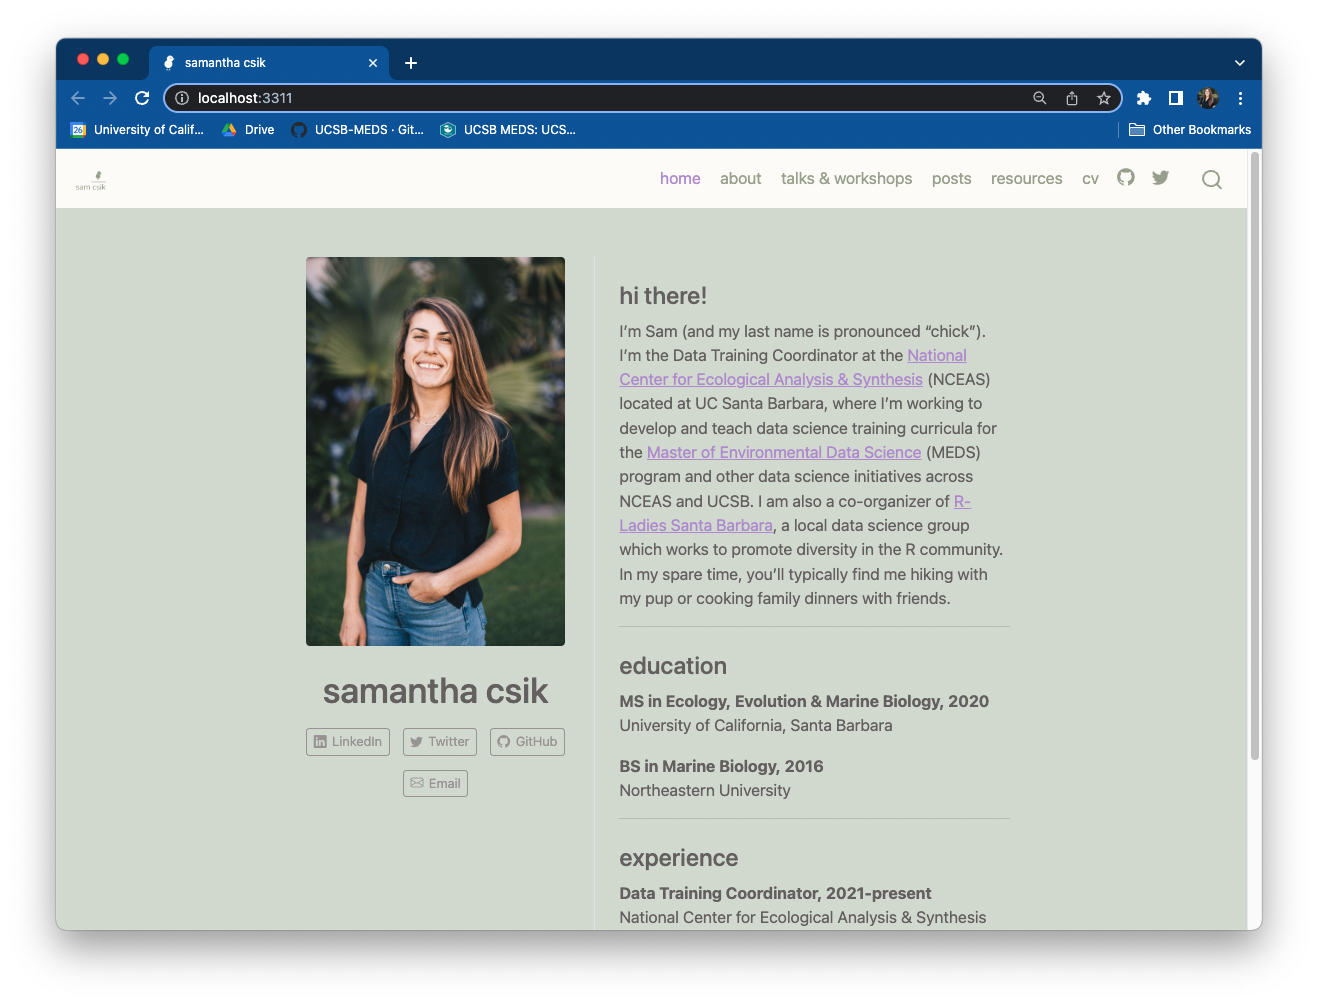 samantha csik
localhost:3311
26
University of Calif...
Drive
UCSB-MEDS · Git...
UCSB MEDS: UCS...
Other Bookmarks
sam csik
home
about
talks & workshops
posts
resources
cv
samantha csik
LinkedIn
Twitter
GitHub
Email
hi there!
I’m Sam (and my last name is pronounced “chick”).
I’m the Data Training Coordinator at the National
Center for Ecological Analysis & Synthesis (NCEAS)
located at UC Santa Barbara, where I’m working to
develop and teach data science training curricula for
the Master of Environmental Data Science (MEDS)
program and other data science initiatives across
NCEAS and UCSB. I am also a co-organizer of R-
Ladies Santa Barbara, a local data science group
which works to promote diversity in the R community.
In my spare time, you’ll typically find me hiking with
my pup or cooking family dinners with friends.
education
MS in Ecology, Evolution & Marine Biology, 2020
University of California, Santa Barbara
BS in Marine Biology, 2016
Northeastern University
experience
Data Training Coordinator, 2021-present
National Center for Ecological Analysis & Synthesis